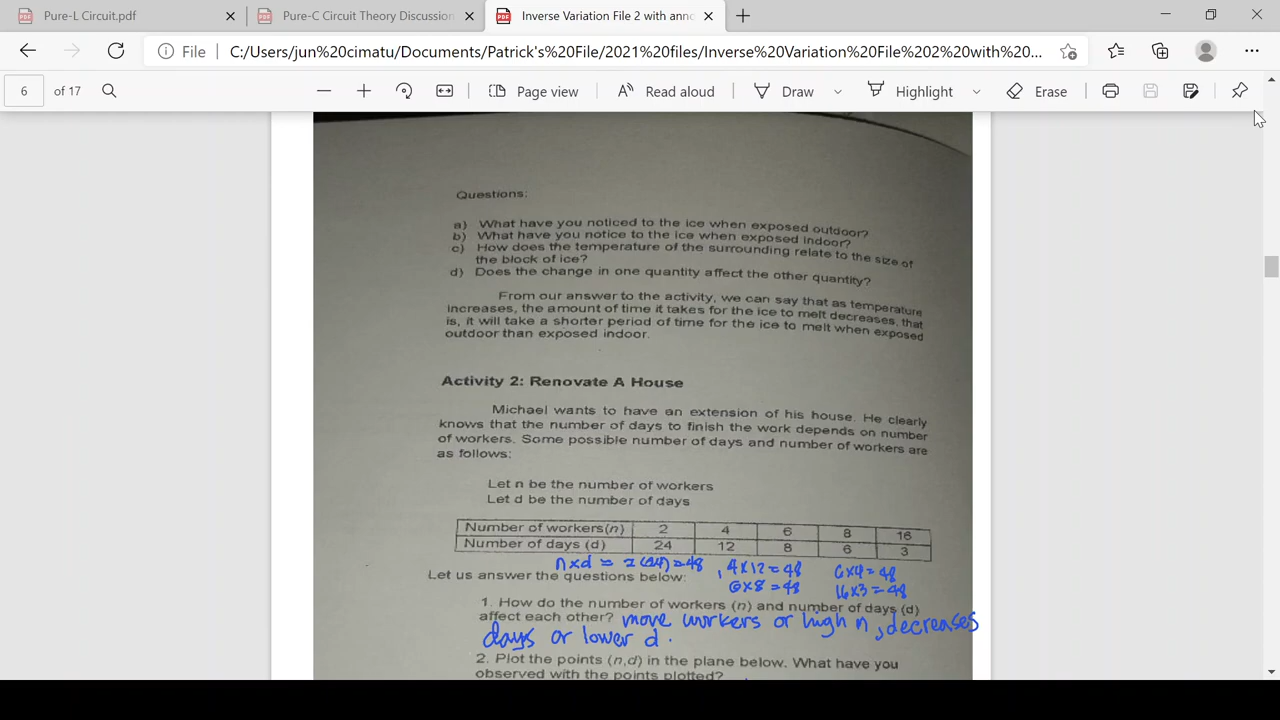 Pure-L Circuit.pdf
Pure-C Circuit Theory Discussion
Inverse Variation File 2 with anno
File C:/Users/jun%20cimatu/Documents/Patrick's%20File/2021%20files/Inverse%20Variation%20File%202%20with%20...
6 of 17 Page view Read aloud Draw Highlight Erase
Questions:
a) What have you noticed to the ice when exposed outdoor?
b) What have you notice to the ice when exposed indoor?
c) How does the temperature of the surrounding relate to the size of
the block of ice?
d) Does the change in one quantity affect the other quantity?
From our answer to the activity, we can say that as temperature
increases, the amount of time it takes for the ice to melt decreases, that
is, it will take a shorter period of time for the ice to melt when exposed
outdoor than exposed indoor.
Activity 2: Renovate A House
Michael wants to have an extension of his house. He clearly
knows that the number of days to finish the work depends on number
of workers. Some possible number of days and number of workers are
as follows:
Let n be the number of workers
Let d be the number of days
Number of workers(n) 2 4 6 8 16
Number of days (d) 24 12 8 6 3
n x d = 2(24) = 48, 4 x 12 = 48 6 x 4 = 48
6 x 8 = 48 16 x 3 = 48
Let us answer the questions below:
1. How do the number of workers (n) and number of days (d)
affect each other? more workers or high n, decreases
days or lower d.
2. Plot the points (n,d) in the plane below. What have you
observed with the points plotted?